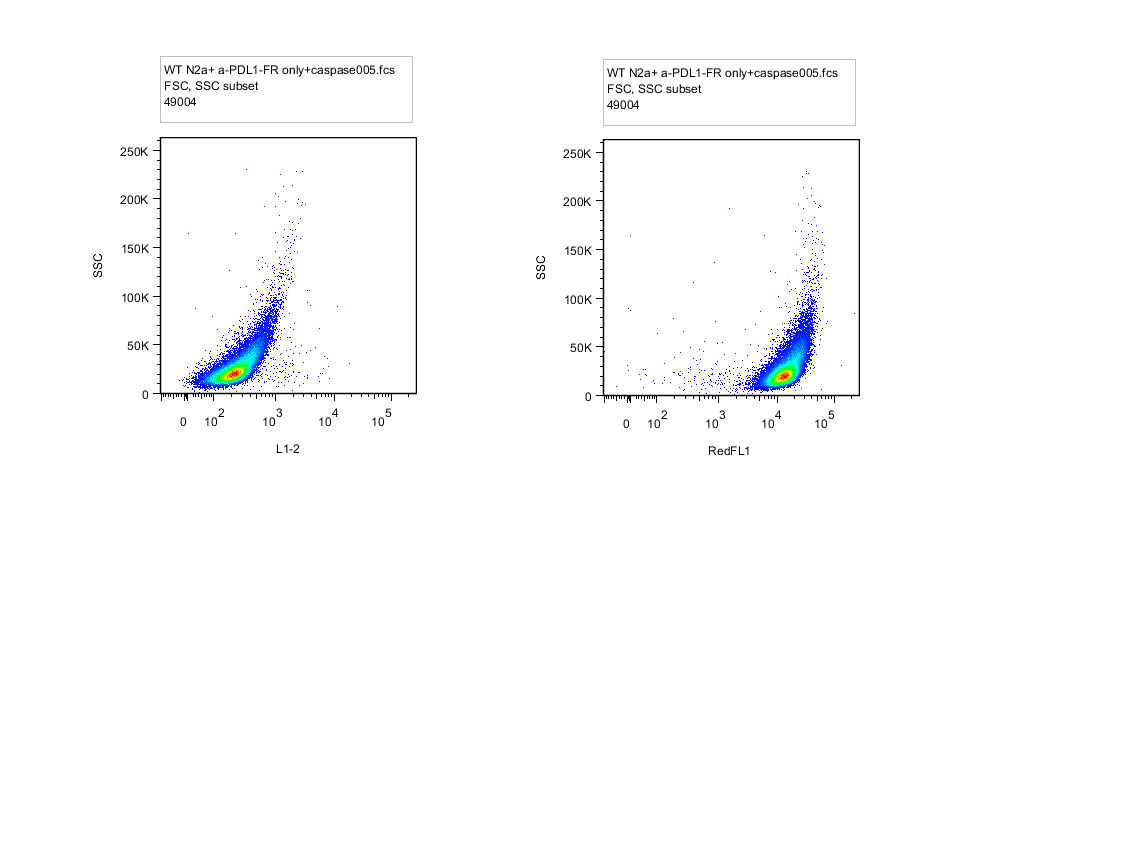 WT N2a+ a-PDL1-FR only+caspase005.fcs
FSC, SSC subset
49004
250K
200K
150K
100K
50K
0
SSC
0 10^2 10^3 10^4 10^5
L1-2
WT N2a+ a-PDL1-FR only+caspase005.fcs
FSC, SSC subset
49004
250K
200K
150K
100K
50K
0
SSC
0 10^2 10^3 10^4 10^5
RedFL1